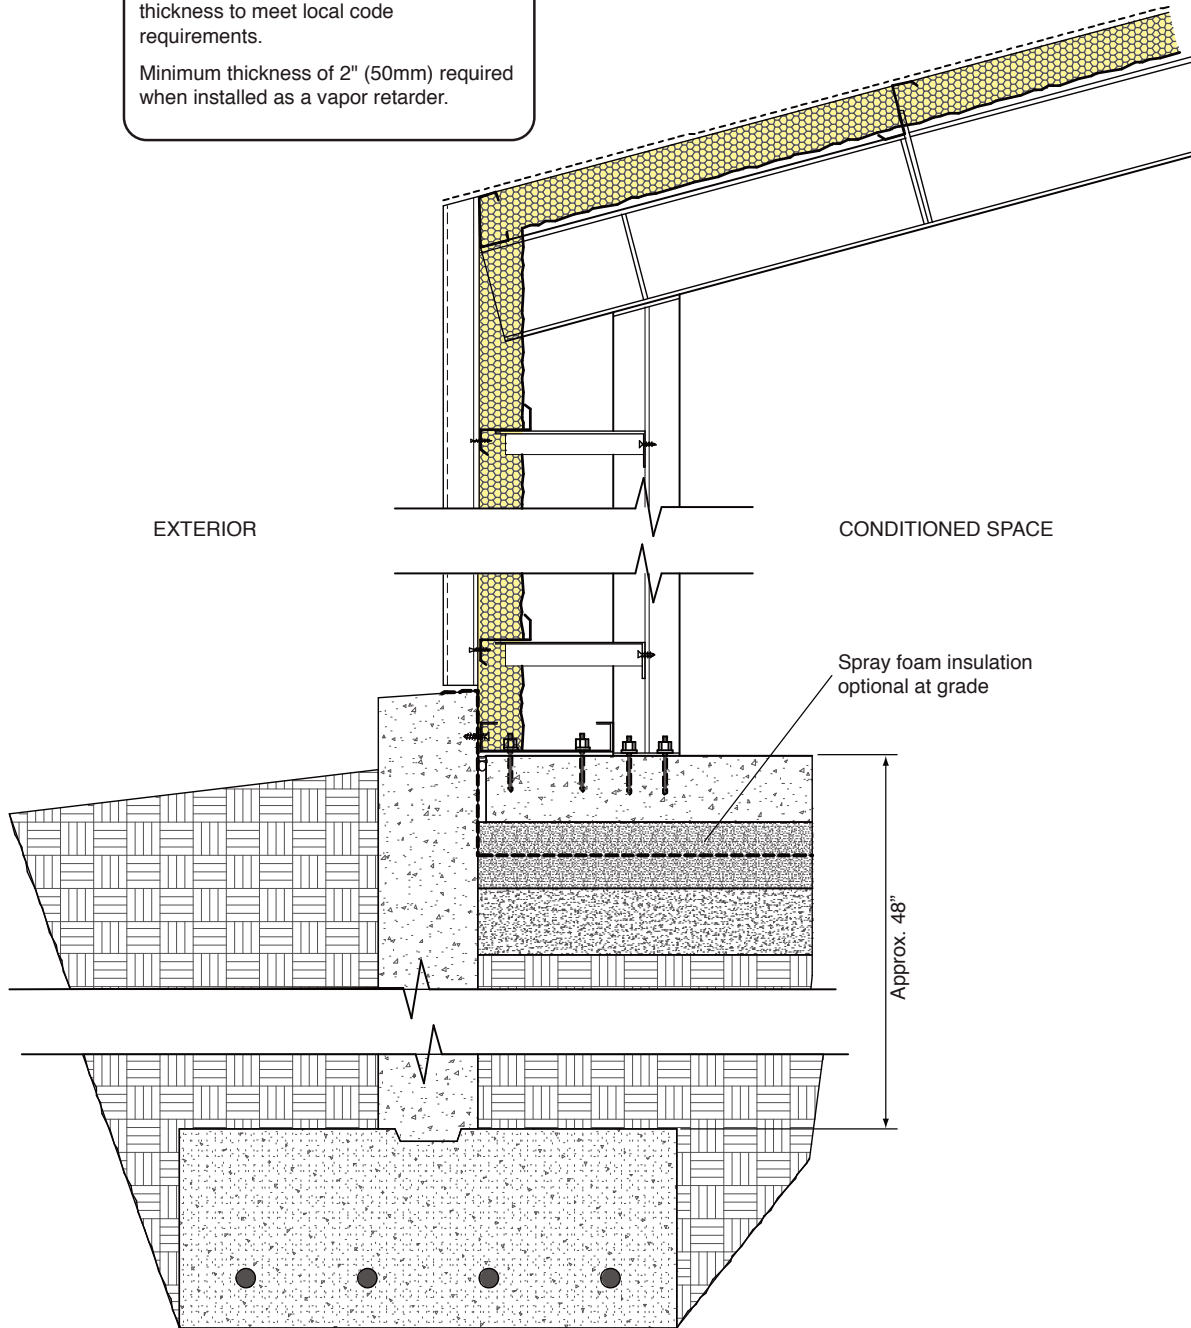 thickness to meet local code
requirements.
Minimum thickness of 2" (50mm) required
when installed as a vapor retarder.
EXTERIOR
CONDITIONED SPACE
Spray foam insulation
optional at grade
Approx. 48”